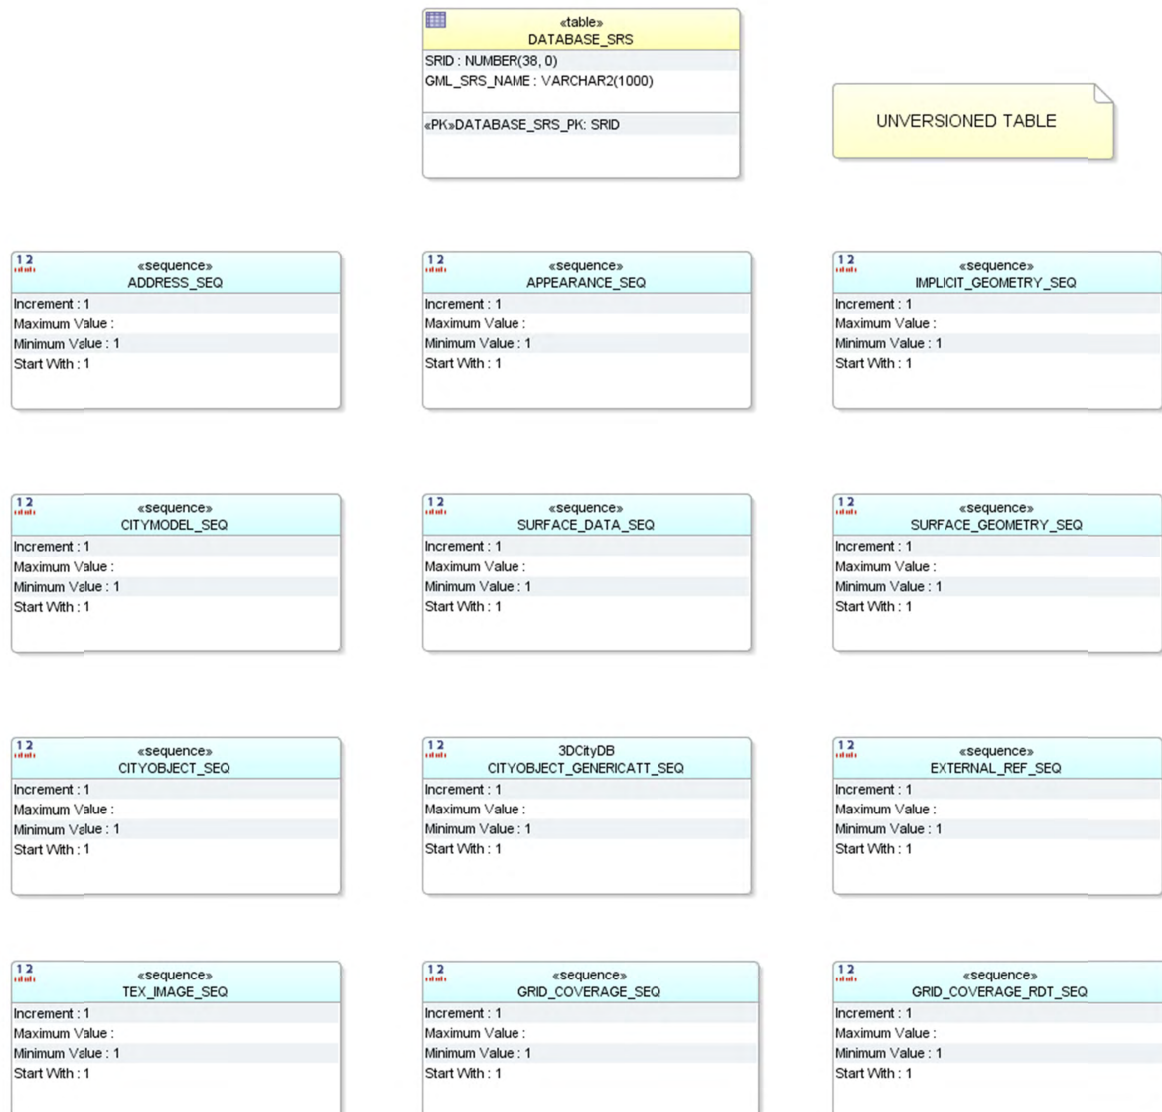 «table»
DATABASE_SRS
SRID : NUMBER(38, 0)
GML_SRS_NAME : VARCHAR2(1000)
«PK»DATABASE_SRS_PK: SRID
UNVERSIONED TABLE
1 2
«sequence»
ADDRESS_SEQ
Increment : 1
Maximum Value :
Minimum Value : 1
Start With : 1
1 2
«sequence»
APPEARANCE_SEQ
Increment : 1
Maximum Value :
Minimum Value : 1
Start With : 1
1 2
«sequence»
IMPLICIT_GEOMETRY_SEQ
Increment : 1
Maximum Value :
Minimum Value : 1
Start With : 1
1 2
«sequence»
CITYMODEL_SEQ
Increment : 1
Maximum Value :
Minimum Value : 1
Start With : 1
1 2
«sequence»
SURFACE_DATA_SEQ
Increment : 1
Maximum Value :
Minimum Value : 1
Start With : 1
1 2
«sequence»
SURFACE_GEOMETRY_SEQ
Increment : 1
Maximum Value :
Minimum Value : 1
Start With : 1
1 2
«sequence»
CITYOBJECT_SEQ
Increment : 1
Maximum Value :
Minimum Value : 1
Start With : 1
1 2
3DCityDB
CITYOBJECT_GENERICATT_SEQ
Increment : 1
Maximum Value :
Minimum Value : 1
Start With : 1
1 2
«sequence»
EXTERNAL_REF_SEQ
Increment : 1
Maximum Value :
Minimum Value : 1
Start With : 1
1 2
«sequence»
TEX_IMAGE_SEQ
Increment : 1
Maximum Value :
Minimum Value : 1
Start With : 1
1 2
«sequence»
GRID_COVERAGE_SEQ
Increment : 1
Maximum Value :
Minimum Value : 1
Start With : 1
1 2
«sequence»
GRID_COVERAGE_RDT_SEQ
Increment : 1
Maximum Value :
Minimum Value : 1
Start With : 1